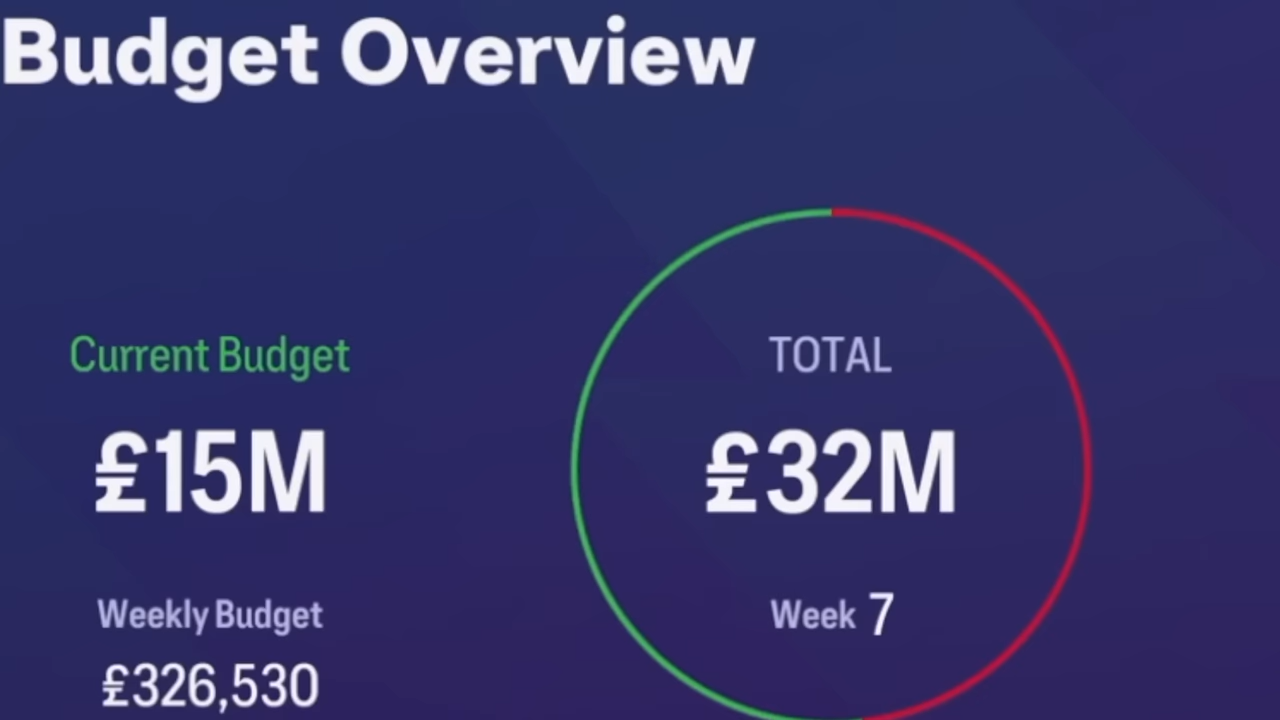 Budget Overview
Current Budget
£15M
Weekly Budget
£326,530
TOTAL
£32M
Week 7